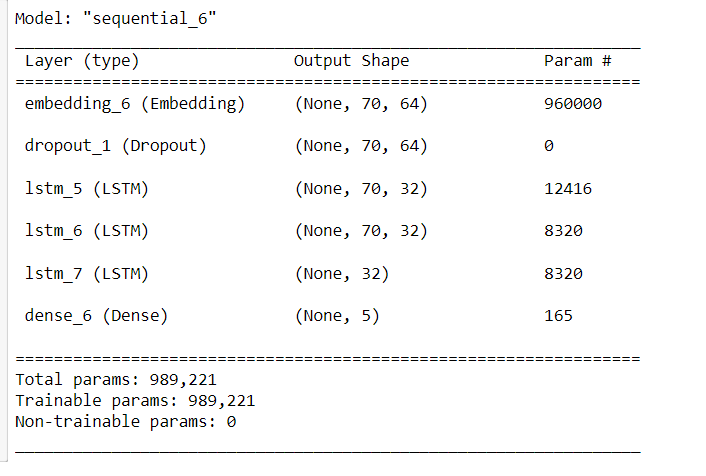 Model: "sequential_6"
Layer (type) Output Shape Param #
embedding_6 (Embedding) (None, 70, 64) 960000
dropout_1 (Dropout) (None, 70, 64) 0
lstm_5 (LSTM) (None, 70, 32) 12416
lstm_6 (LSTM) (None, 70, 32) 8320
lstm_7 (LSTM) (None, 32) 8320
dense_6 (Dense) (None, 5) 165
Total params: 989,221
Trainable params: 989,221
Non-trainable params: 0